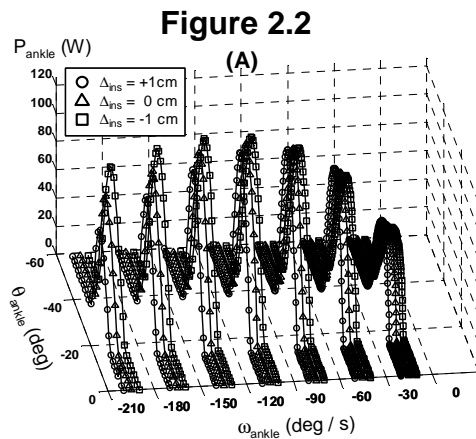 Figure 2.2
(A)
P_ankle (W)
120
100
80
60
40
20
0
Δ_ins = +1cm
Δ_ins = 0 cm
Δ_ins = -1 cm
-60
-40
-20
0
θ_ankle (deg)
-210 -180 -150 -120 -90 -60 -30 0
ω_ankle (deg / s)